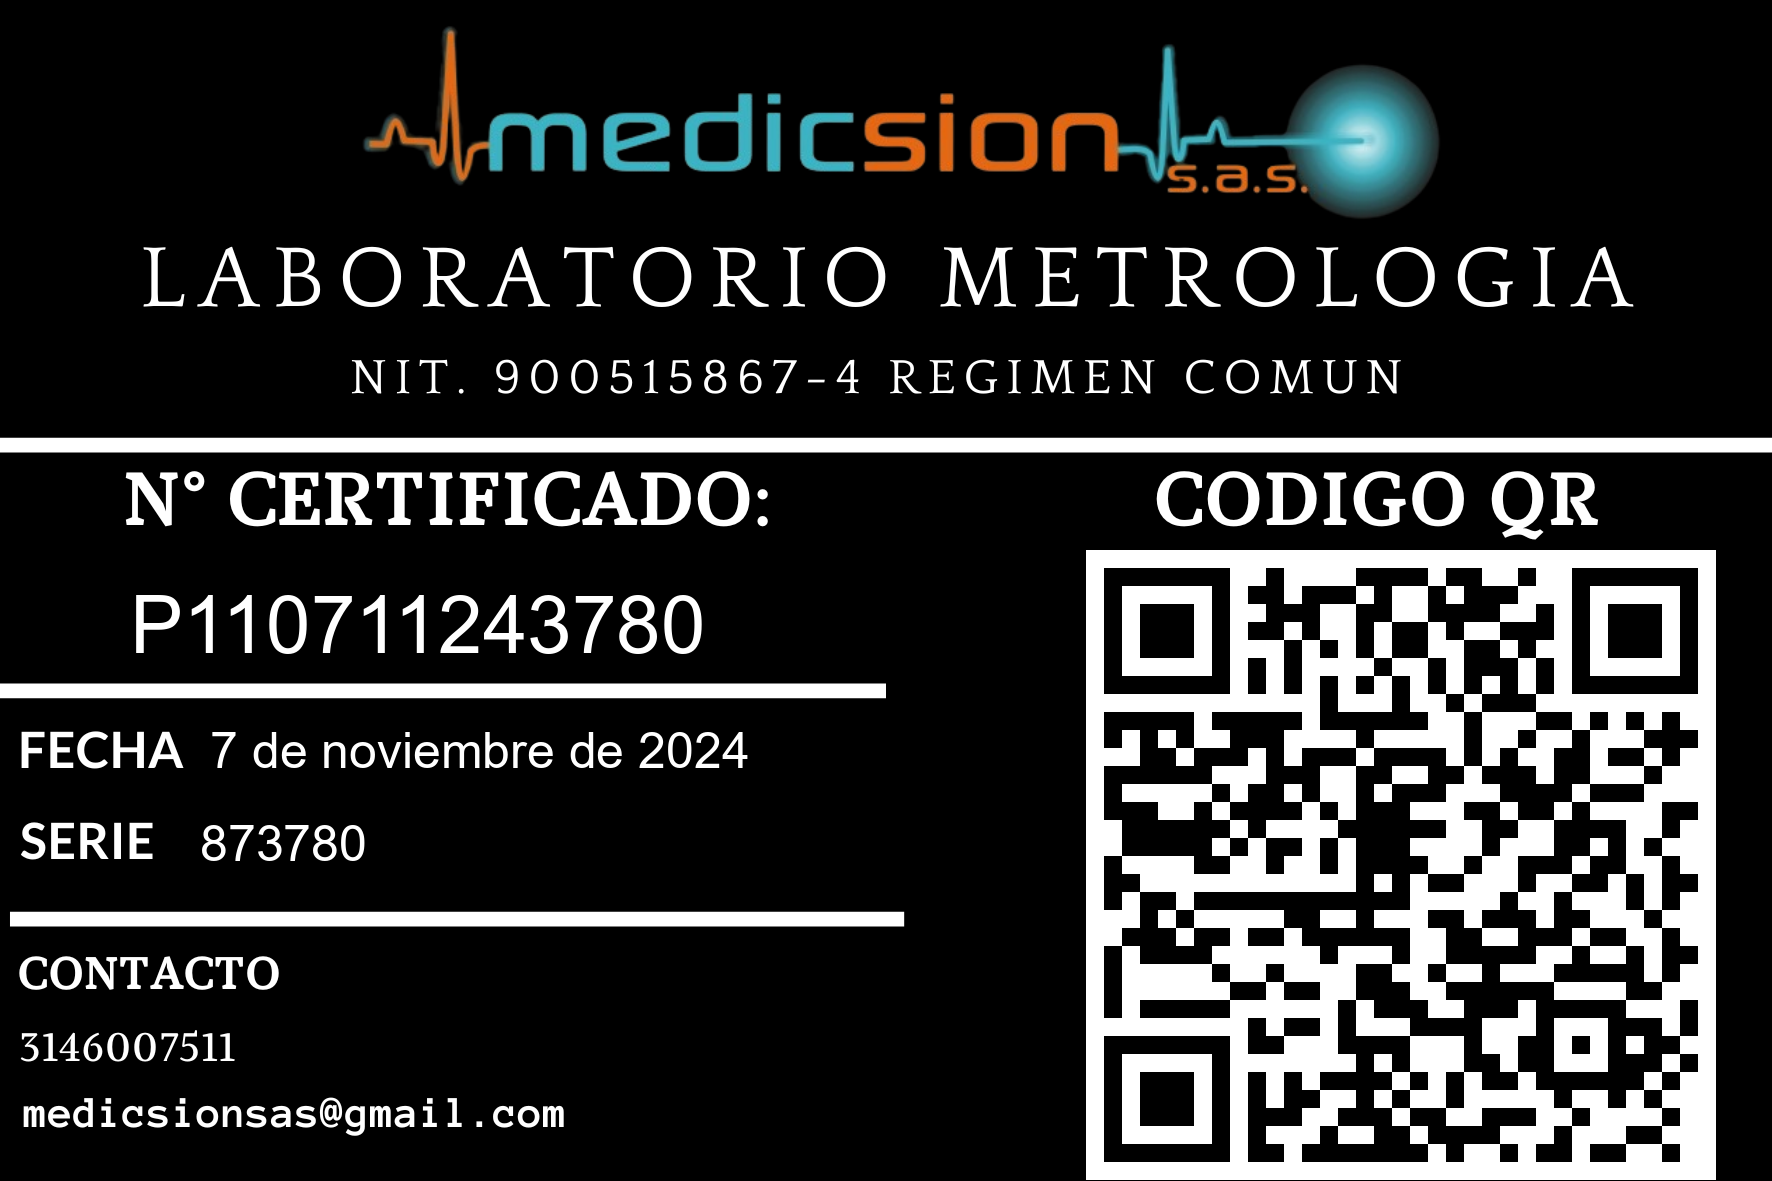 medicsion
s.a.s.
LABORATORIO METROLOGIA
NIT. 900515867-4 REGIMEN COMUN
N° CERTIFICADO:
P110711243780
FECHA 7 de noviembre de 2024
SERIE 873780
CONTACTO
3146007511
medicsionsas@gmail.com
CODIGO QR